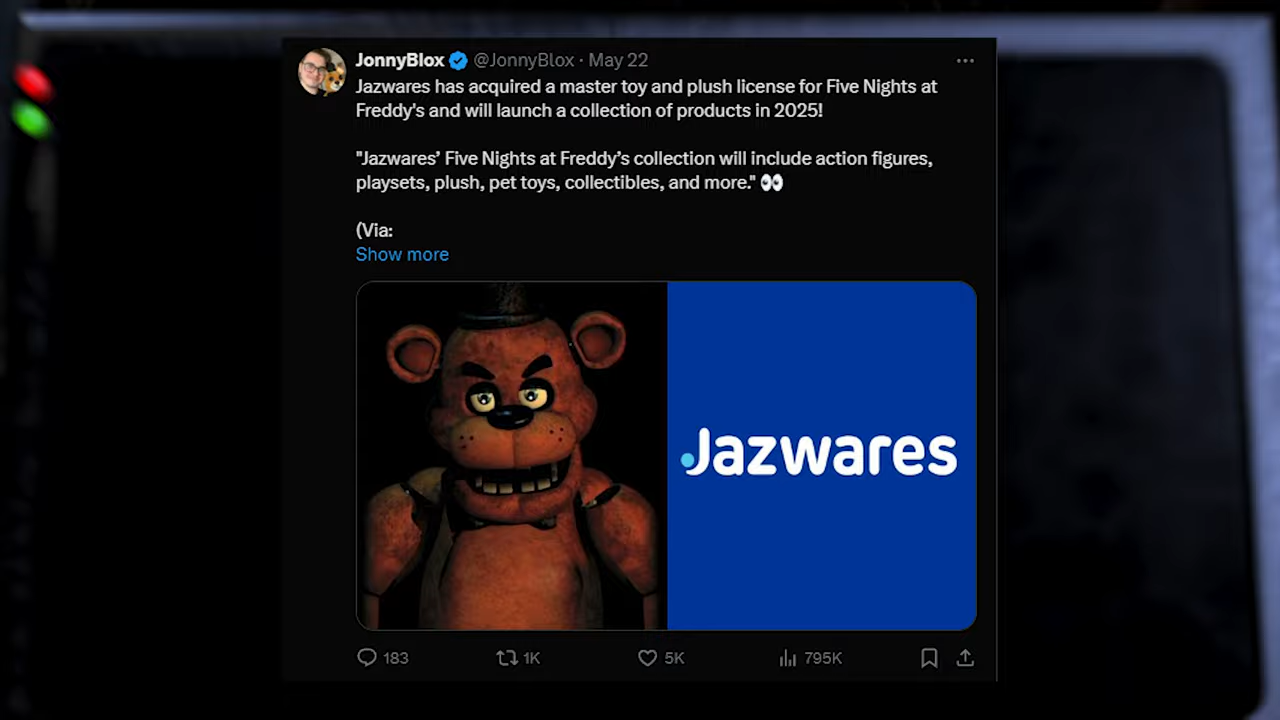 JonnyBlox @JonnyBlox · May 22
Jazwares has acquired a master toy and plush license for Five Nights at
Freddy's and will launch a collection of products in 2025!
"Jazwares’ Five Nights at Freddy’s collection will include action figures,
playsets, plush, pet toys, collectibles, and more." 👀
(Via:
Show more
Jazwares
183 1K 5K 795K